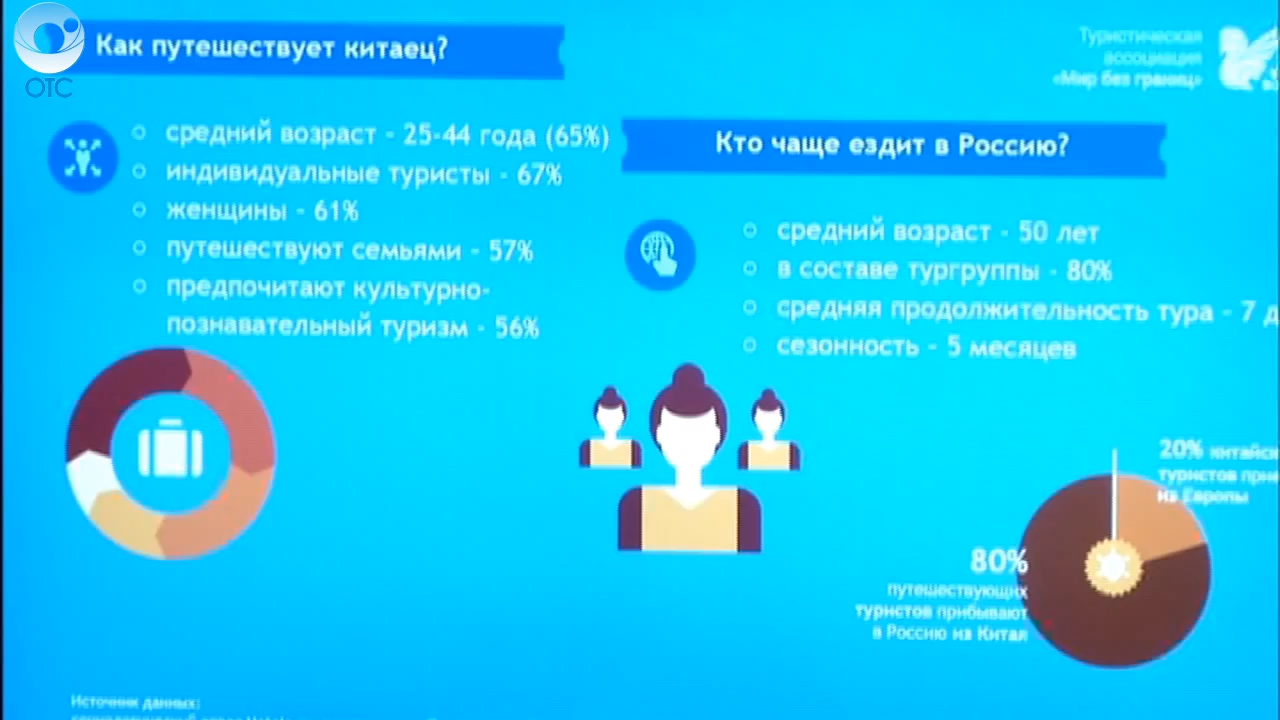 ОТС
Как путешествует китаец?
Туристическая
ассоциация
«Мир без границ»
средний возраст - 25-44 года (65%)
индивидуальные туристы - 67%
женщины - 61%
путешествуют семьями - 57%
предпочитают культурно-
познавательный туризм - 56%
Кто чаще ездит в Россию?
средний возраст - 50 лет
в составе тургруппы - 80%
средняя продолжительность тура - 7 д
сезонность - 5 месяцев
20% китайск
туристов при
из Европы
80%
путешествующих
туристов прибывают
в Россию из Китая
Источник данных: